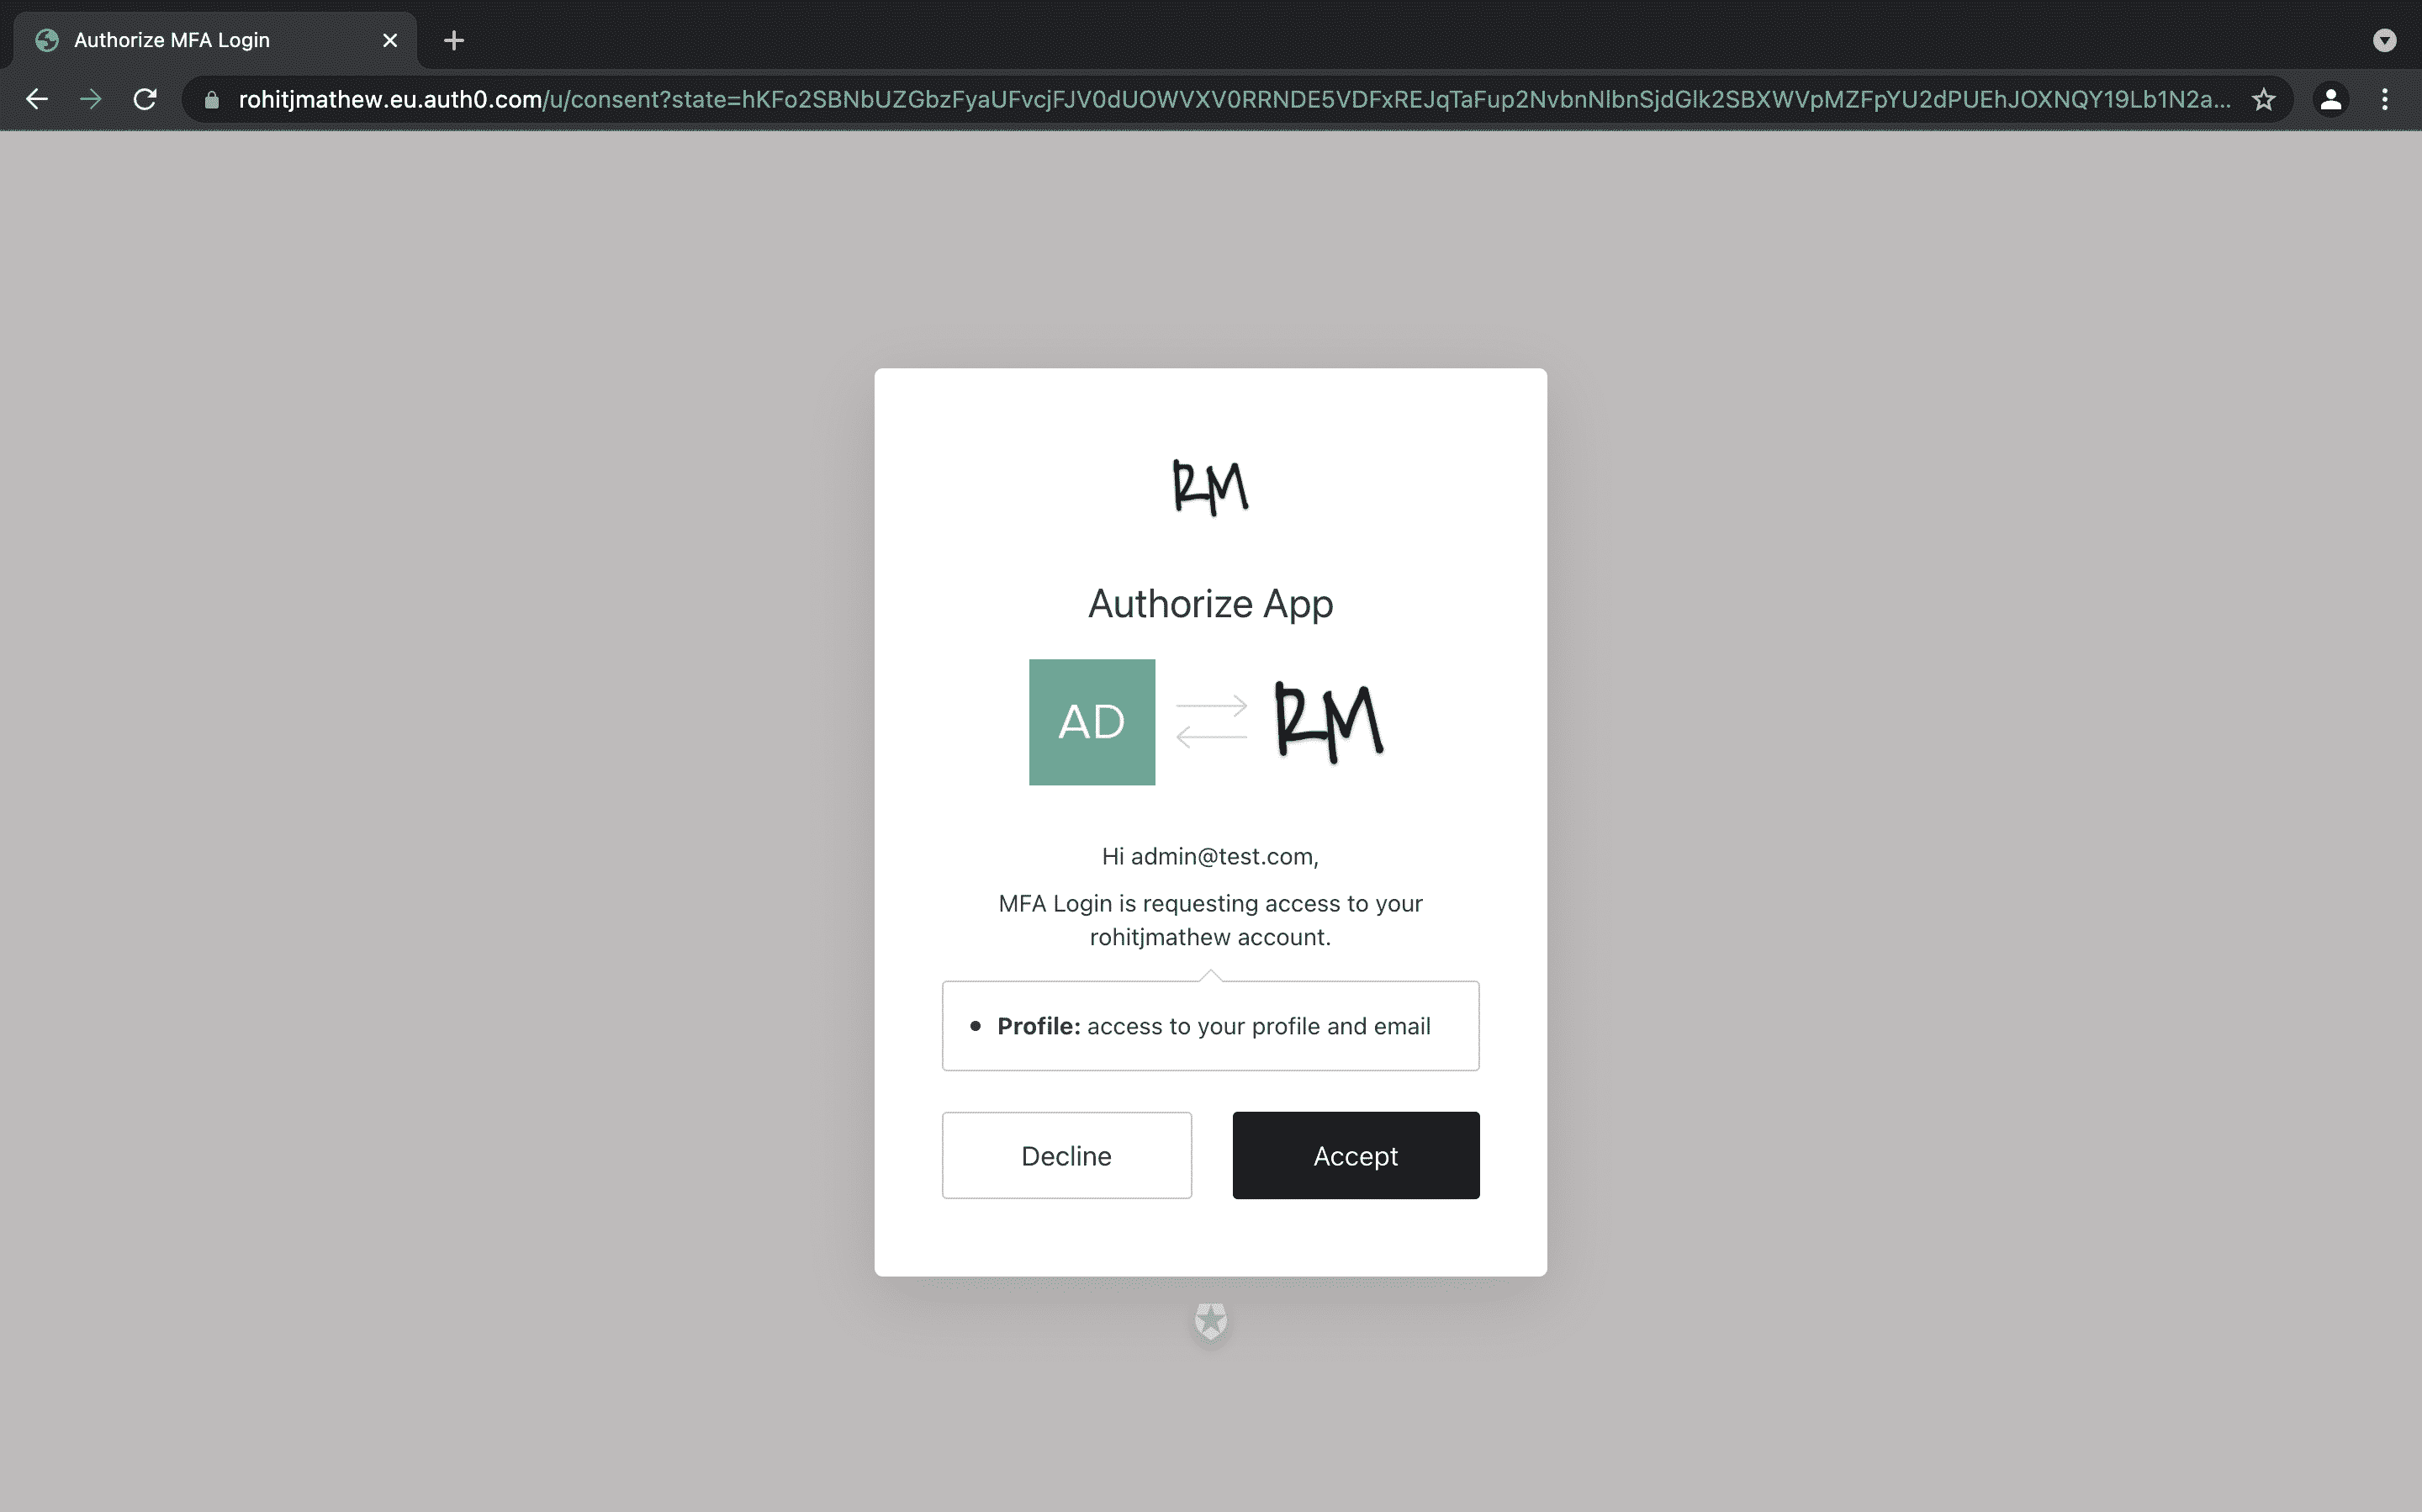 Authorize MFA Login
rohitjmathew.eu.auth0.com/u/consent?state=hKFo2SBNbUZGbzFyaUFvcjFJV0dUOWVXV0RRNDE5VDFxREJqTaFup2NvbnNlbnSjdGlk2SBXWVpMZFpYU2dPUEhJOXNQY19Lb1N2a...
RM
Authorize App
AD
RM
Hi admin@test.com,
MFA Login is requesting access to your
rohitjmathew account.
Profile: access to your profile and email
Decline
Accept